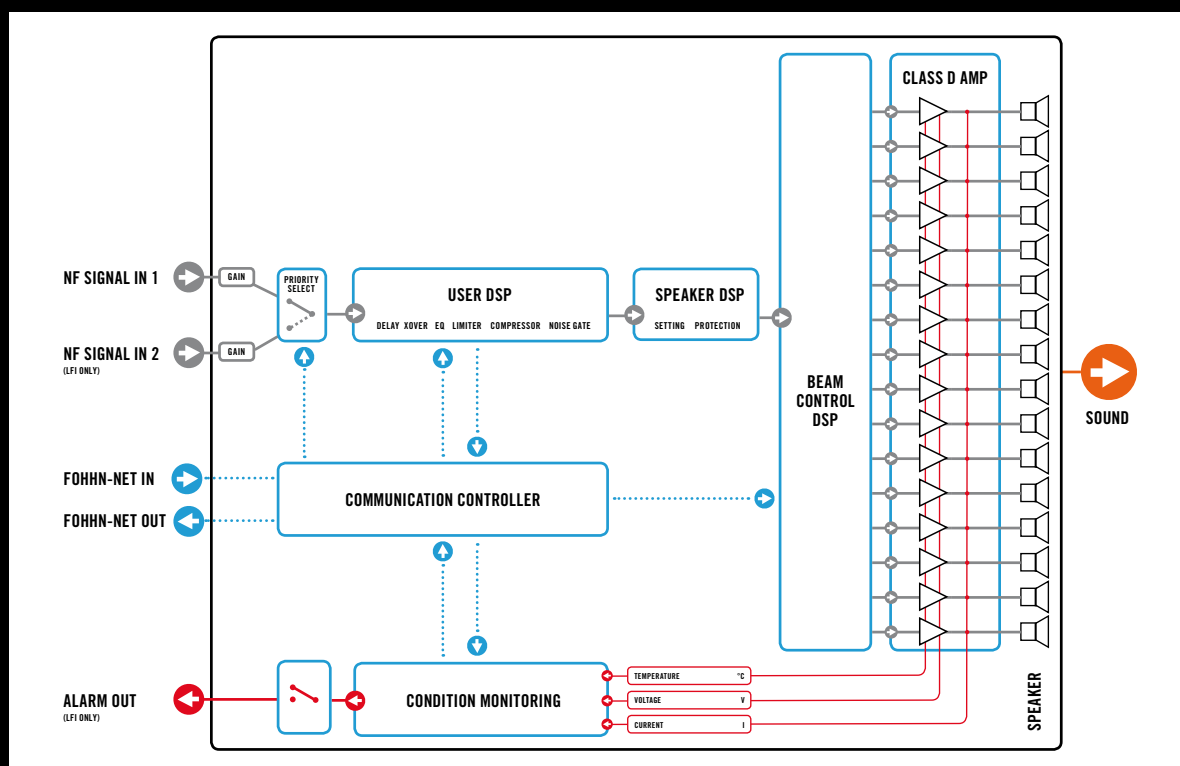 CLASS D AMP
NF SIGNAL IN 1
GAIN
PRIORITY
SELECT
USER DSP
DELAY XOVER EQ LIMITER COMPRESSOR NOISE GATE
SPEAKER DSP
SETTING PROTECTION
NF SIGNAL IN 2
(LFI ONLY)
GAIN
BEAM
CONTROL
DSP
SOUND
FOHHN-NET IN
FOHHN-NET OUT
COMMUNICATION CONTROLLER
ALARM OUT
(LFI ONLY)
CONDITION MONITORING
TEMPERATURE °C
VOLTAGE V
CURRENT I
SPEAKER